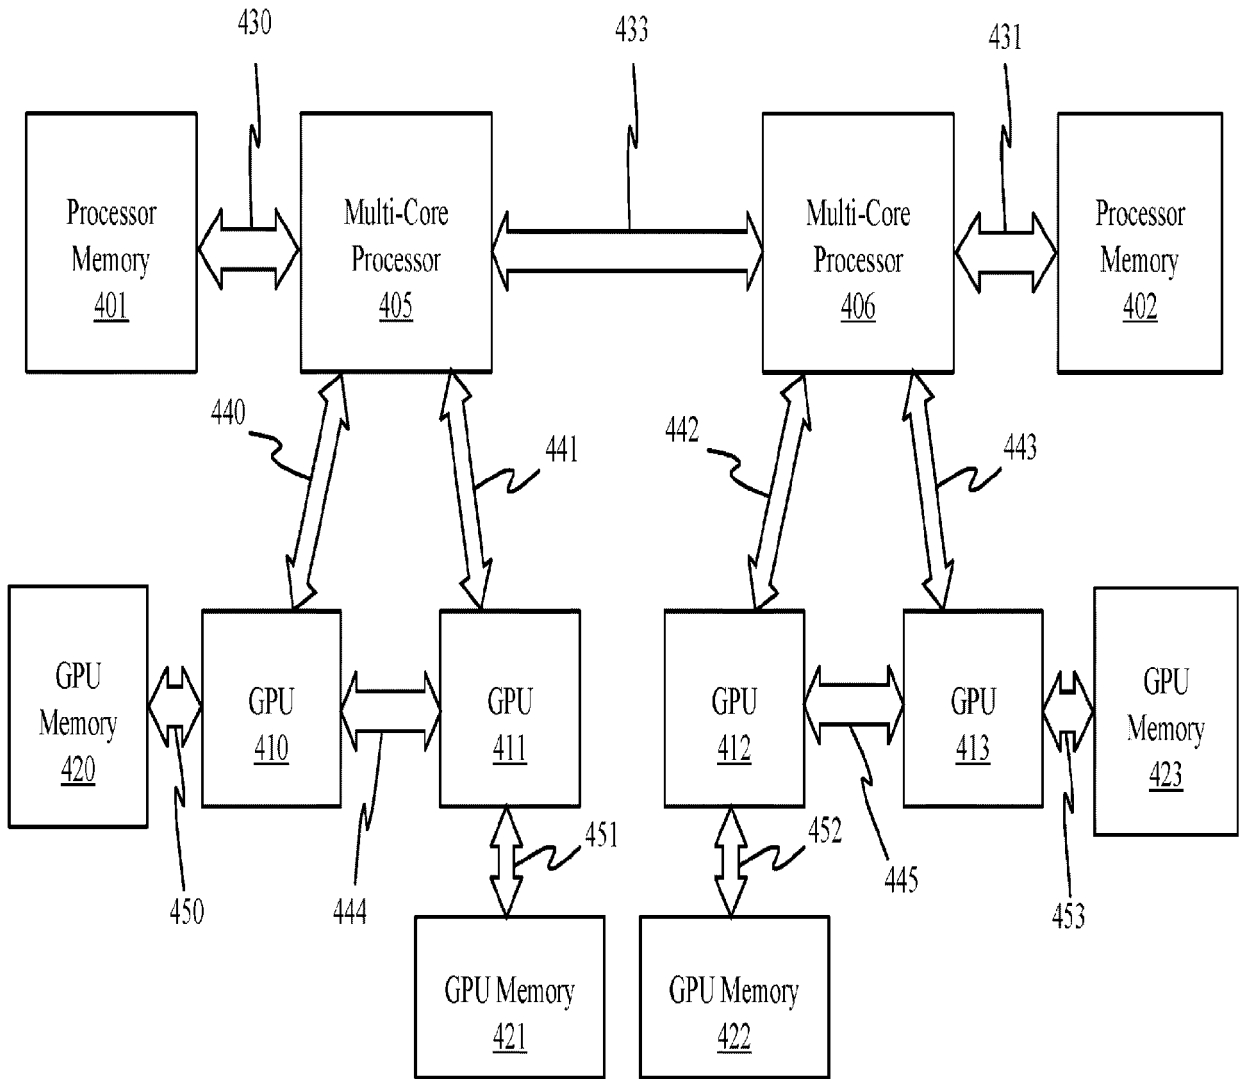 430
433
431
Processor
Memory
401
Multi-Core
Processor
405
Multi-Core
Processor
406
Processor
Memory
402
440
441
442
443
GPU
Memory
420
GPU
410
GPU
411
GPU
412
GPU
413
GPU
Memory
423
450
444
451
452
445
453
GPU Memory
421
GPU Memory
422